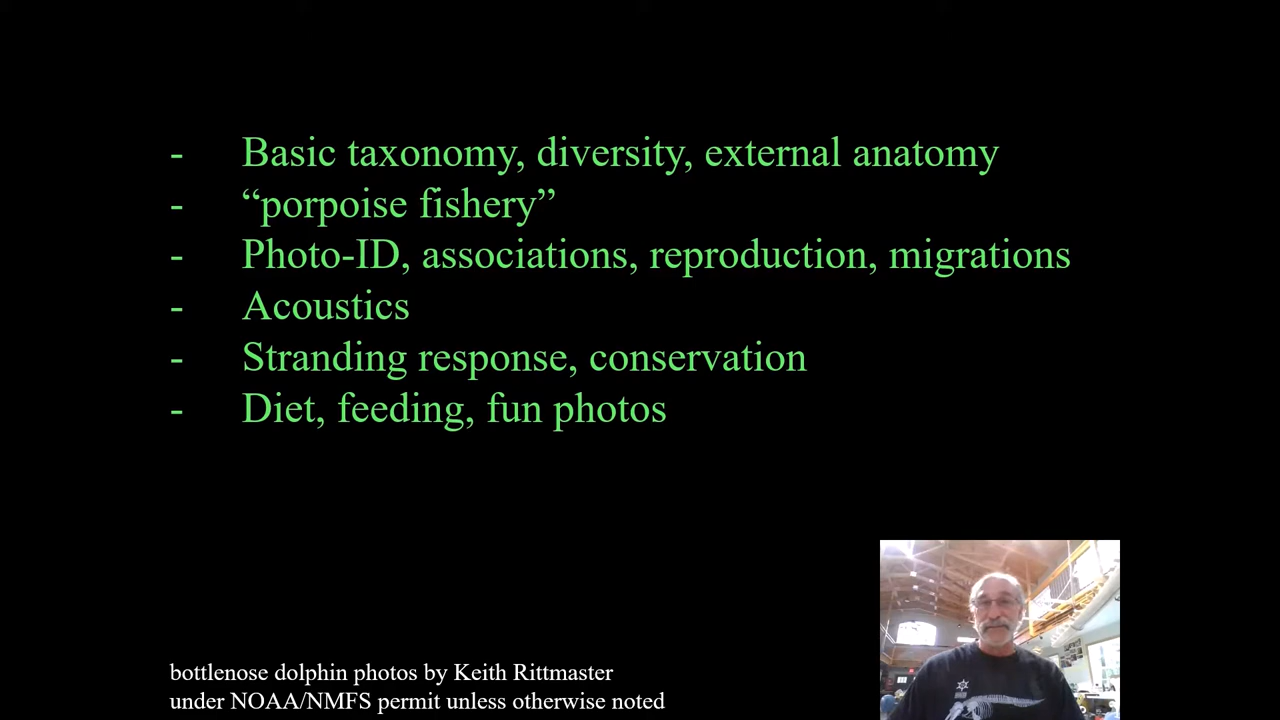 - Basic taxonomy, diversity, external anatomy
- “porpoise fishery”
- Photo-ID, associations, reproduction, migrations
- Acoustics
- Stranding response, conservation
- Diet, feeding, fun photos
bottlenose dolphin photos by Keith Rittmaster
under NOAA/NMFS permit unless otherwise noted